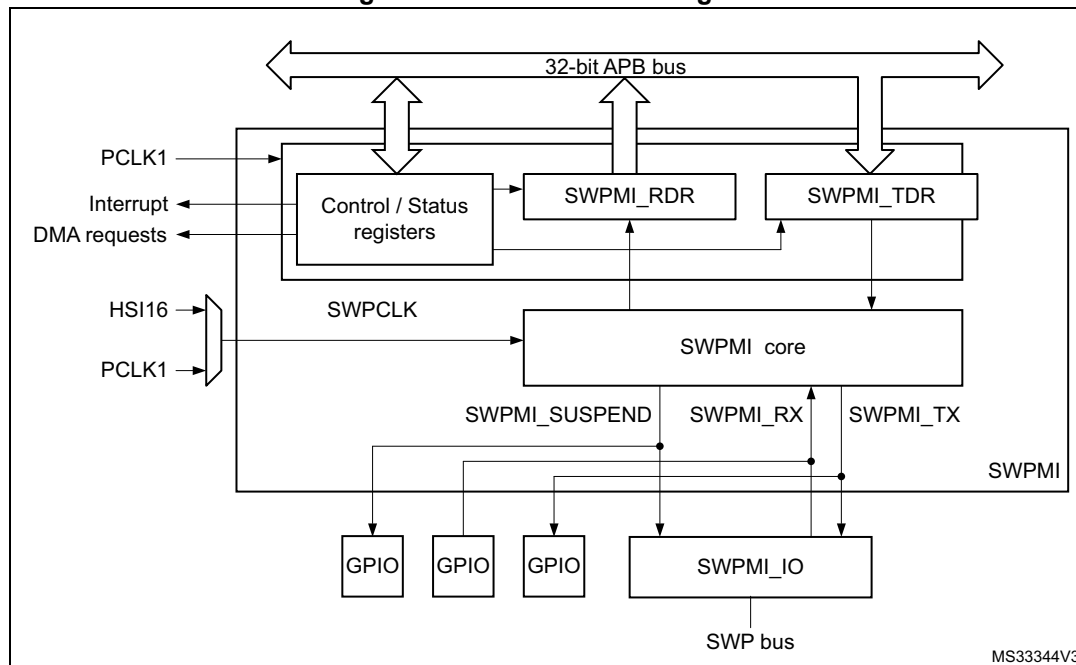 32-bit APB bus
PCLK1
Interrupt
DMA requests
Control / Status
registers
SWPMI_RDR
SWPMI_TDR
HSI16
PCLK1
SWPCLK
SWPMI core
SWPMI_SUSPEND
SWPMI_RX
SWPMI_TX
SWPMI
GPIO
GPIO
GPIO
SWPMI_IO
SWP bus
MS33344V3